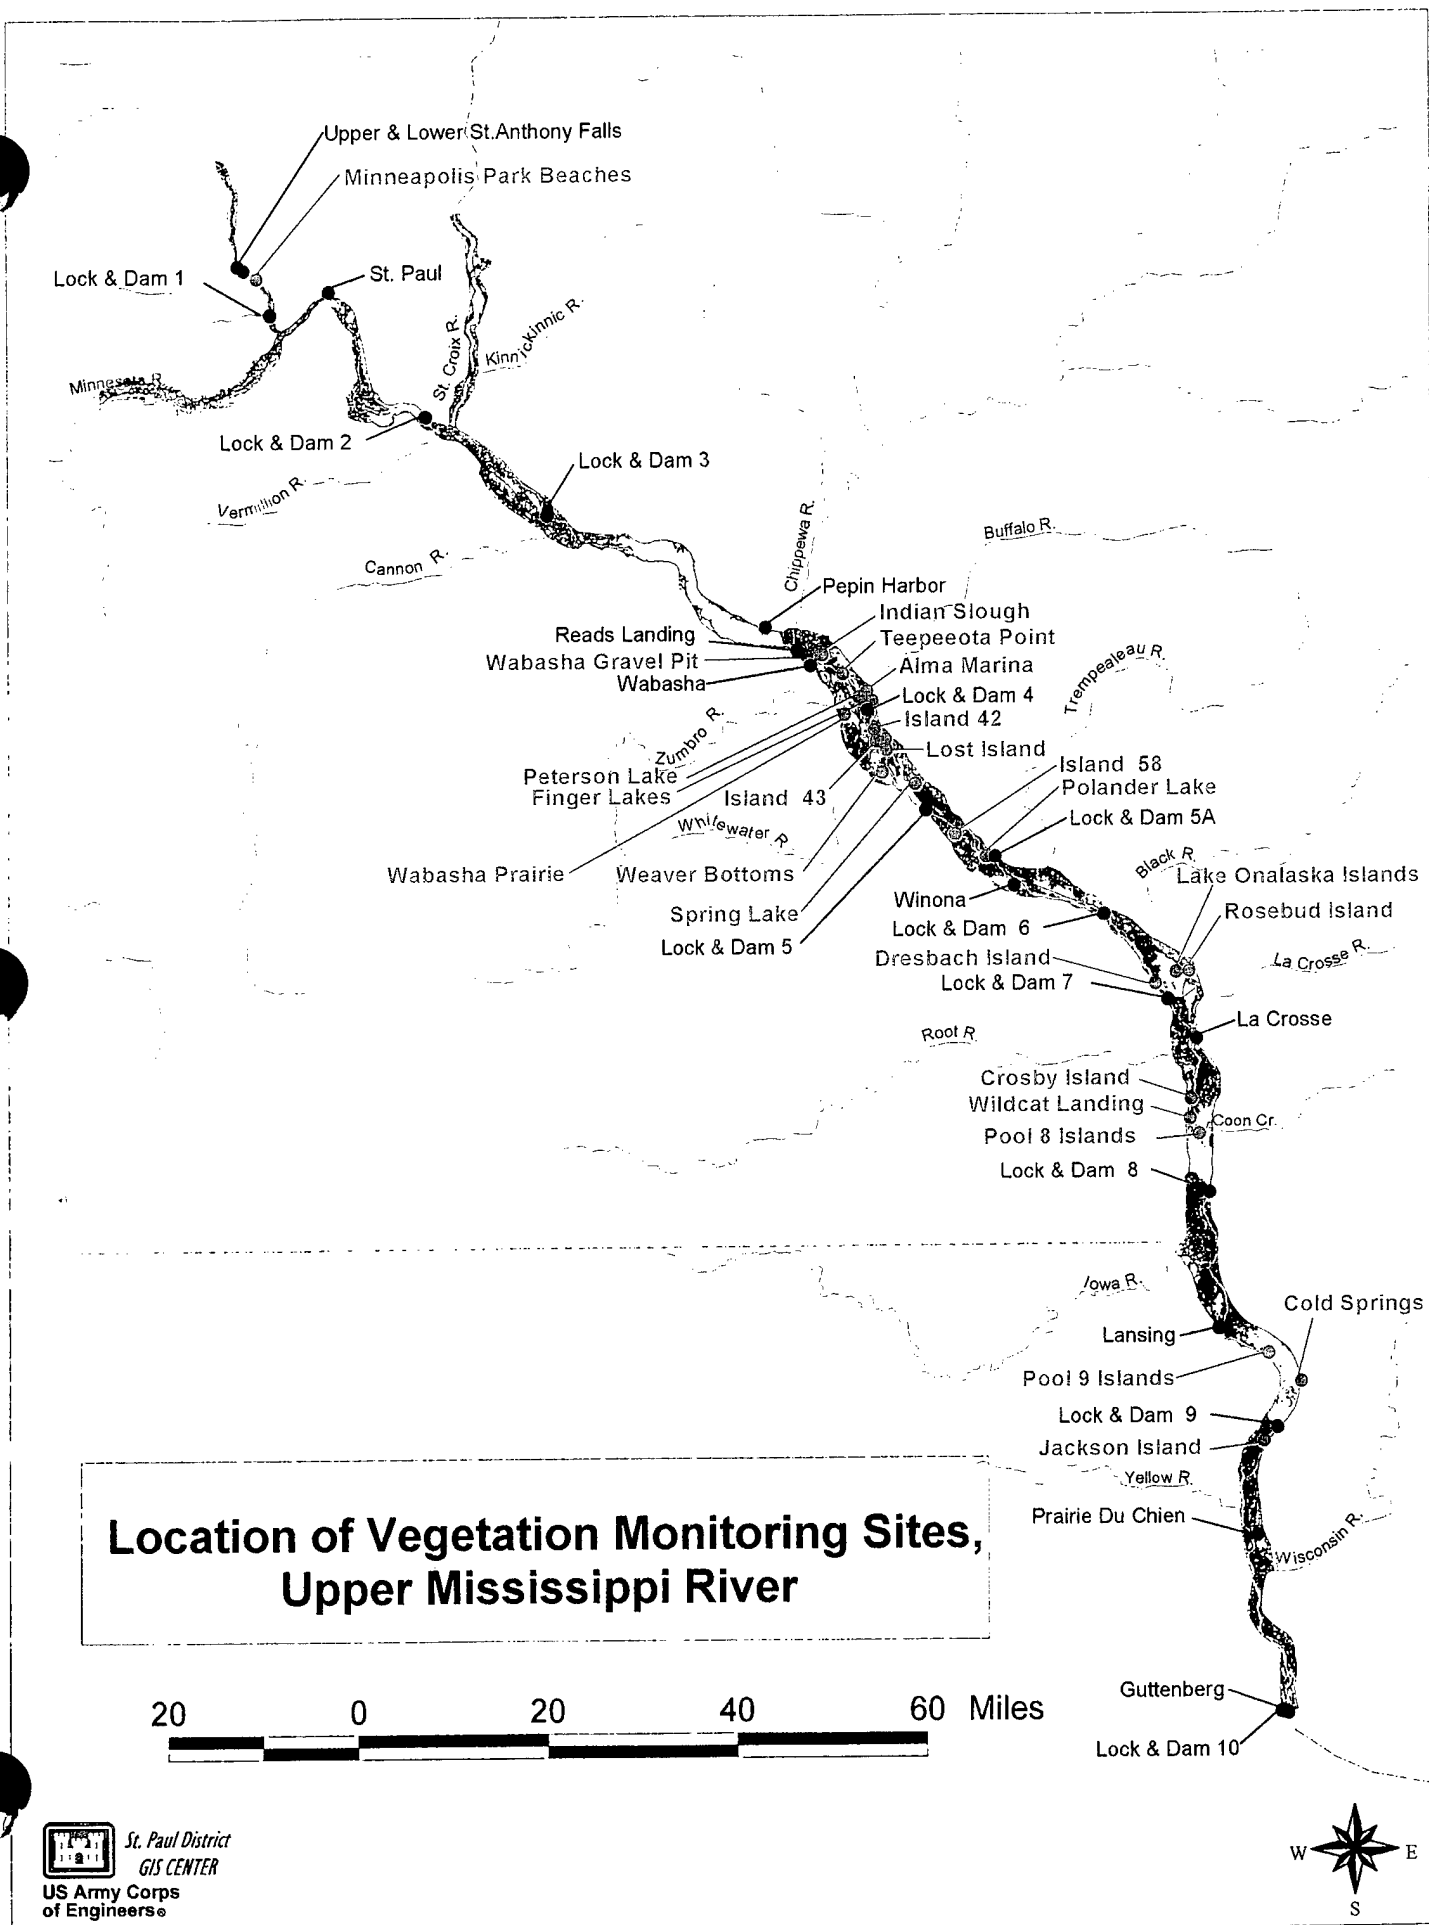 Upper & Lower St.Anthony Falls
Minneapolis Park Beaches
Lock & Dam 1
St. Paul
St. Croix R.
Kinnickinnic R.
Minnesota R.
Lock & Dam 2
Lock & Dam 3
Vermillion R.
Cannon R.
Chippewa R.
Buffalo R.
Pepin Harbor
Indian Slough
Reads Landing
Teepeeota Point
Wabasha Gravel Pit
Alma Marina
Wabasha
Lock & Dam 4
Trempealeau R.
Island 42
Zumbro R.
Lost Island
Peterson Lake
Island 58
Finger Lakes
Island 43
Polander Lake
Whitewater R.
Lock & Dam 5A
Wabasha Prairie
Weaver Bottoms
Black R.
Lake Onalaska Islands
Winona
Spring Lake
Rosebud Island
Lock & Dam 6
Lock & Dam 5
Dresbach Island
La Crosse R.
Lock & Dam 7
La Crosse
Root R
Crosby Island
Wildcat Landing
Coon Cr.
Pool 8 Islands
Lock & Dam 8
Iowa R.
Cold Springs
Lansing
Pool 9 Islands
Lock & Dam 9
Jackson Island
Yellow R.
Prairie Du Chien
Wisconsin R.
Location of Vegetation Monitoring Sites,
Upper Mississippi River
Guttenberg
20 0 20 40 60 Miles
Lock & Dam 10
St. Paul District
GIS CENTER
US Army Corps
of Engineers®
W E
S